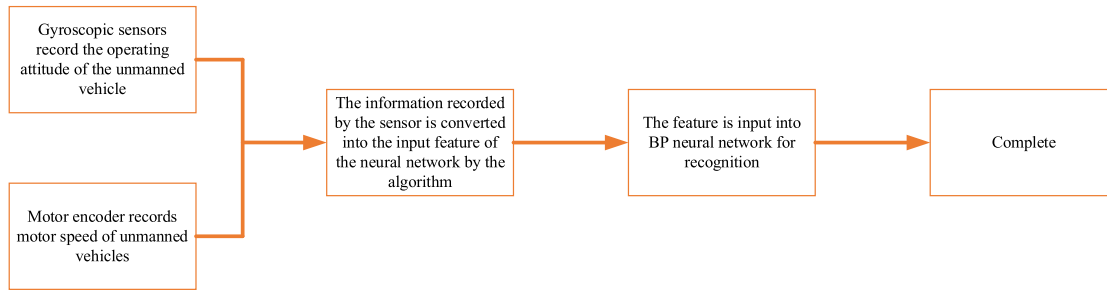 Gyroscopic sensors
record the operating
attitude of the unmanned
vehicle
Motor encoder records
motor speed of unmanned
vehicles
The information recorded
by the sensor is converted
into the input feature of
the neural network by the
algorithm
The feature is input into
BP neural network for
recognition
Complete